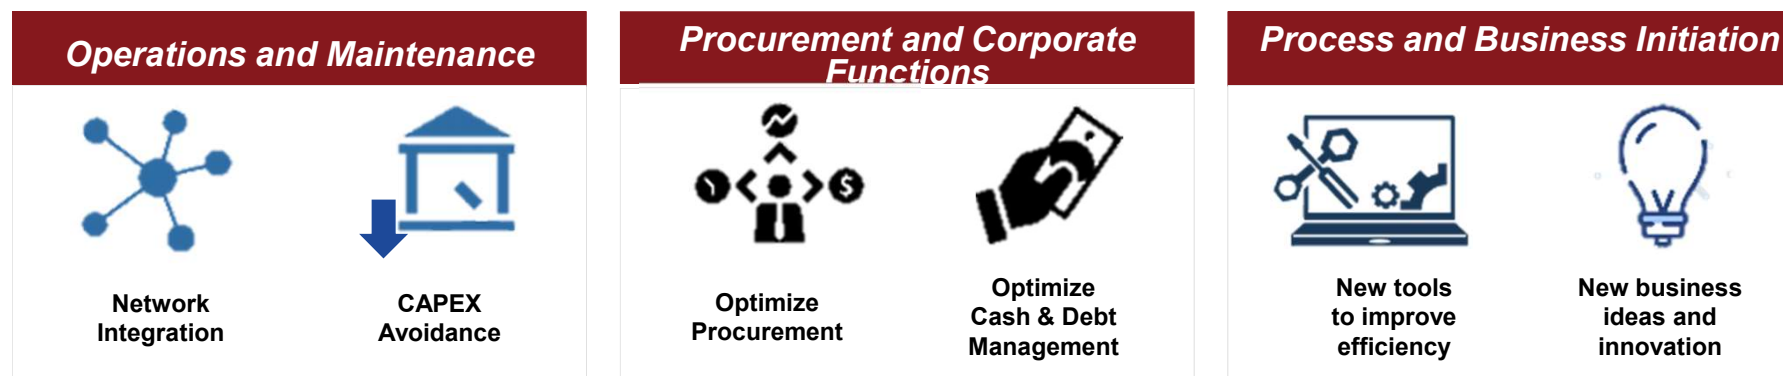 Operations and Maintenance
Network
Integration
CAPEX
Avoidance
Procurement and Corporate
Functions
$
Optimize
Procurement
Optimize
Cash & Debt
Management
Process and Business Initiation
New tools
to improve
efficiency
New business
ideas and
innovation